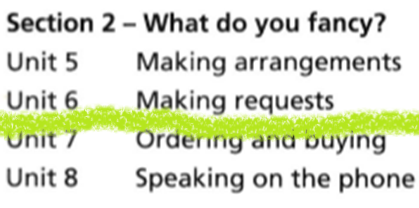 Section 2 – What do you fancy?
Unit 5 Making arrangements
Unit 6 Making requests
Unit 7 Ordering and buying
Unit 8 Speaking on the phone